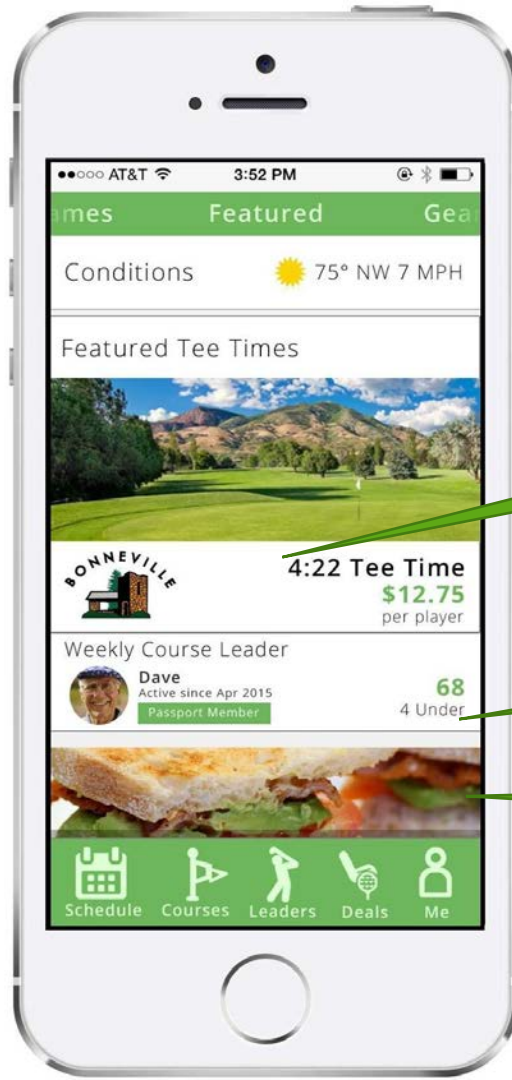 AT&T 3:52 PM
ames Featured Gea
Conditions 75° NW 7 MPH
Featured Tee Times
BONNEVILLE
4:22 Tee Time
$12.75
per player
Weekly Course Leader
Dave
Active since Apr 2015
Passport Member
68
4 Under
Schedule Courses Leaders Deals Me